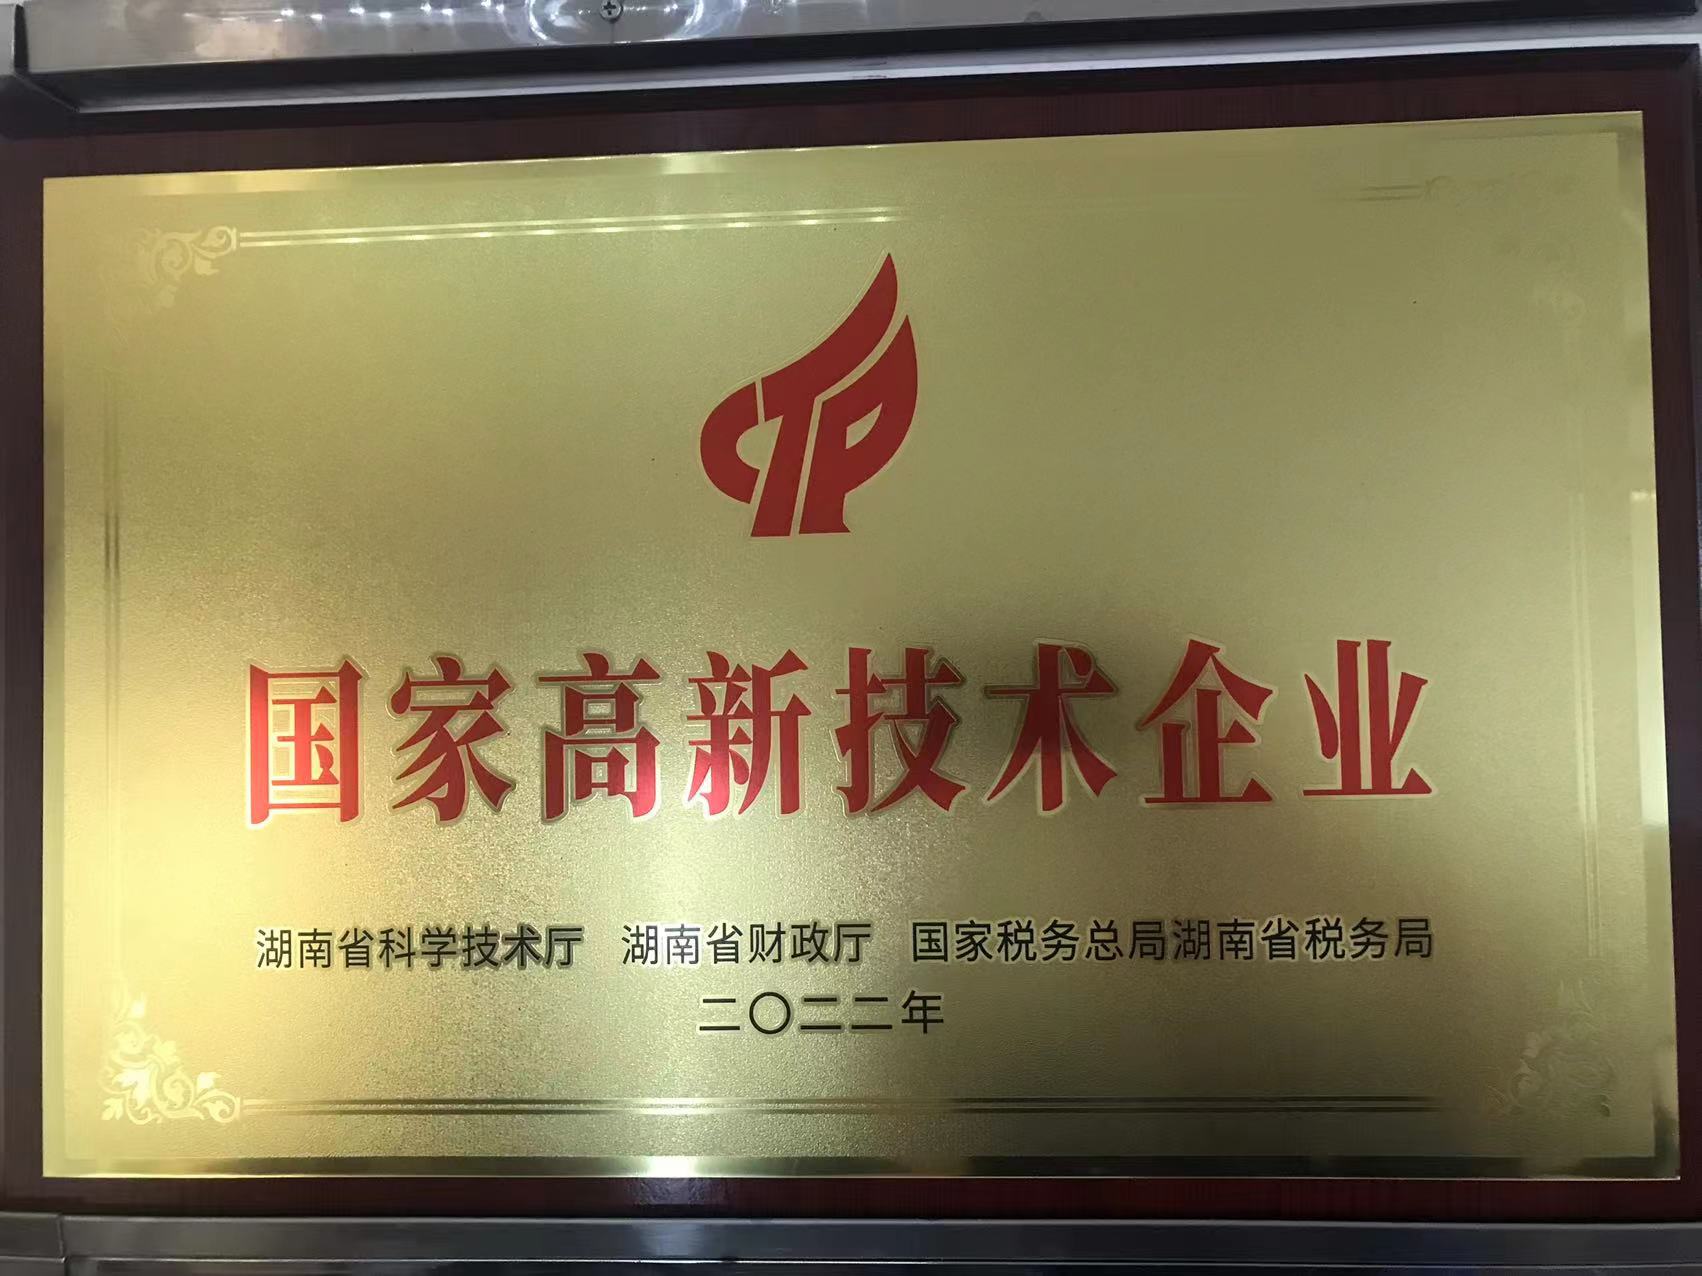 CTP
国家高新技术企业
湖南省科学技术厅 湖南省财政厅 国家税务总局湖南省税务局
二〇二二年